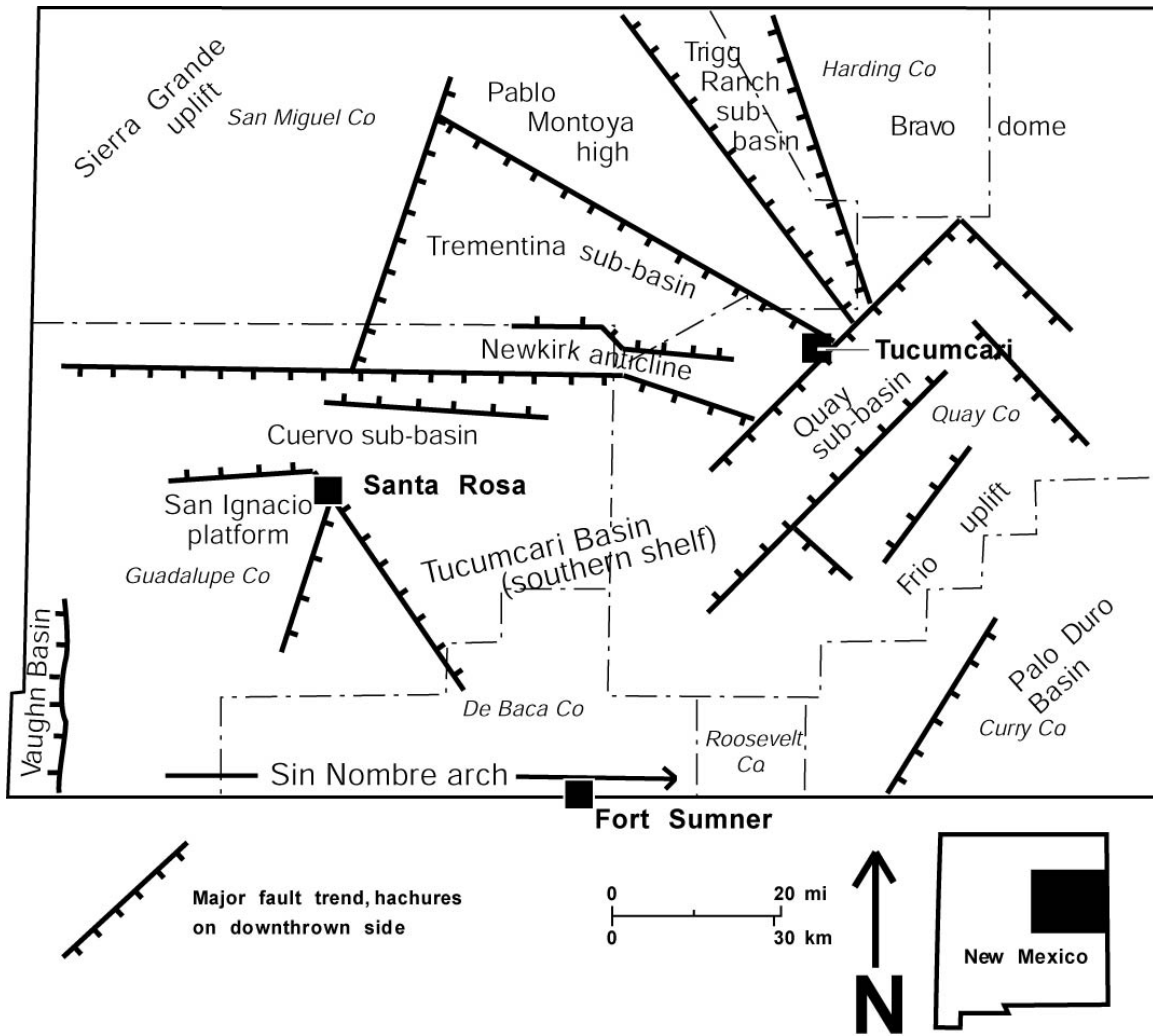 Sierra Grande
uplift
San Miguel Co
Pablo
Montoya
high
Trigg
Ranch
sub-
basin
Harding Co
Bravo dome
Trementina sub-basin
Newkirk anticline
Tucumcari
Cuervo sub-basin
Quay
sub-basin
Quay Co
Santa Rosa
San Ignacio
platform
Guadalupe Co
Tucumcari Basin
(southern shelf)
Frio uplift
Vaughn Basin
Palo Duro
Basin
Curry Co
De Baca Co
Roosevelt
Co
Sin Nombre arch
Fort Sumner
Major fault trend, hachures
on downthrown side
0 20 mi
0 30 km
N
New Mexico